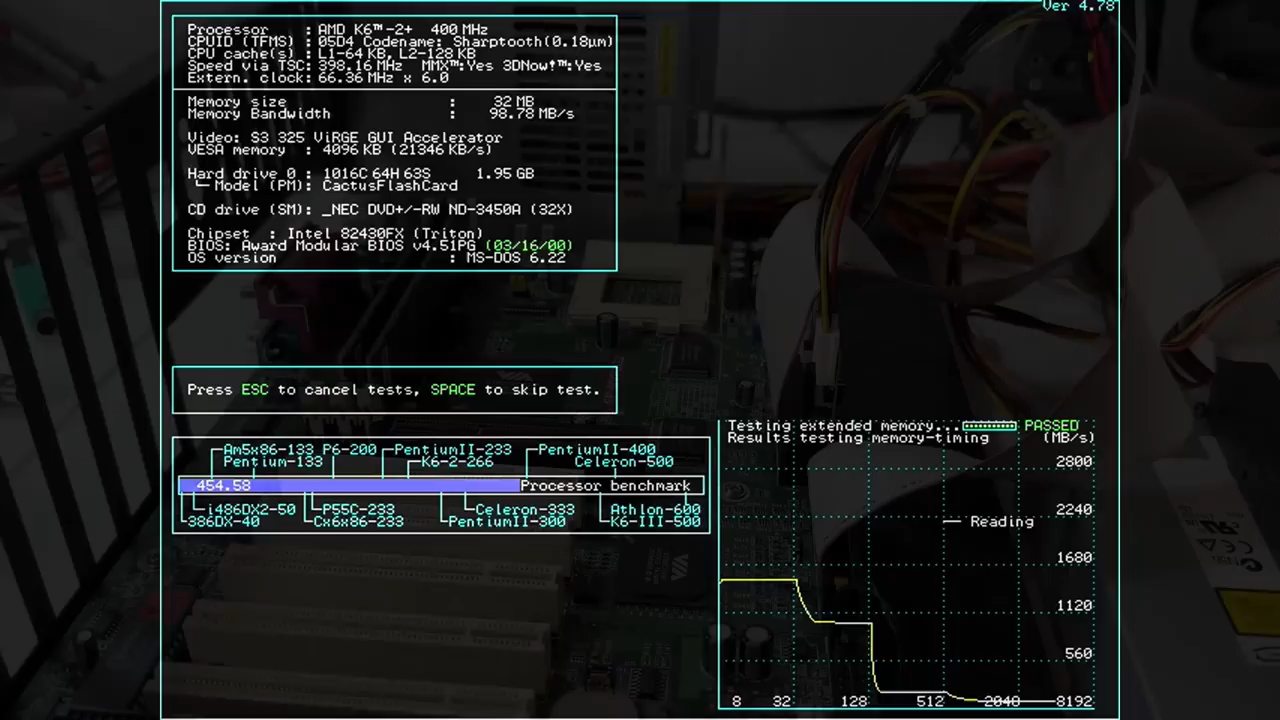 Ver 4.78
Processor : AMD K6™-2+ 400 MHz
CPUID (TFMS) : 05D4 Codename: Sharptooth(0.18µm)
CPU cache(s) : L1-64 KB, L2-128 KB
Speed via TSC: 398.16 MHz MMX™:Yes 3DNow!™:Yes
Extern. clock: 66.36 MHz x 6.0
Memory size : 32 MB
Memory Bandwidth : 98.78 MB/s
Video: S3 325 ViRGE GUI Accelerator
VESA memory : 4096 KB (21346 KB/s)
Hard drive 0 : 1016C 64H 63S 1.95 GB
Model (PM): CactusFlashCard
CD drive (SM): _NEC DVD+/-RW ND-3450A (32X)
Chipset : Intel 82430FX (Triton)
BIOS: Award Modular BIOS v4.51PG (03/16/00)
OS version : MS-DOS 6.22
Press ESC to cancel tests, SPACE to skip test.
Am5x86-133 P6-200 PentiumII-233 PentiumII-400
Pentium-133 K6-2-266 Celeron-500
454.58 Processor benchmark
i486DX2-50 P55C-233 Celeron-333 Athlon-600
386DX-40 Cx6x86-233 PentiumII-300 K6-III-500
Testing extended memory... PASSED
Results testing memory-timing (MB/s)
2800
2240
Reading
1680
1120
560
8 32 128 512 2048 8192